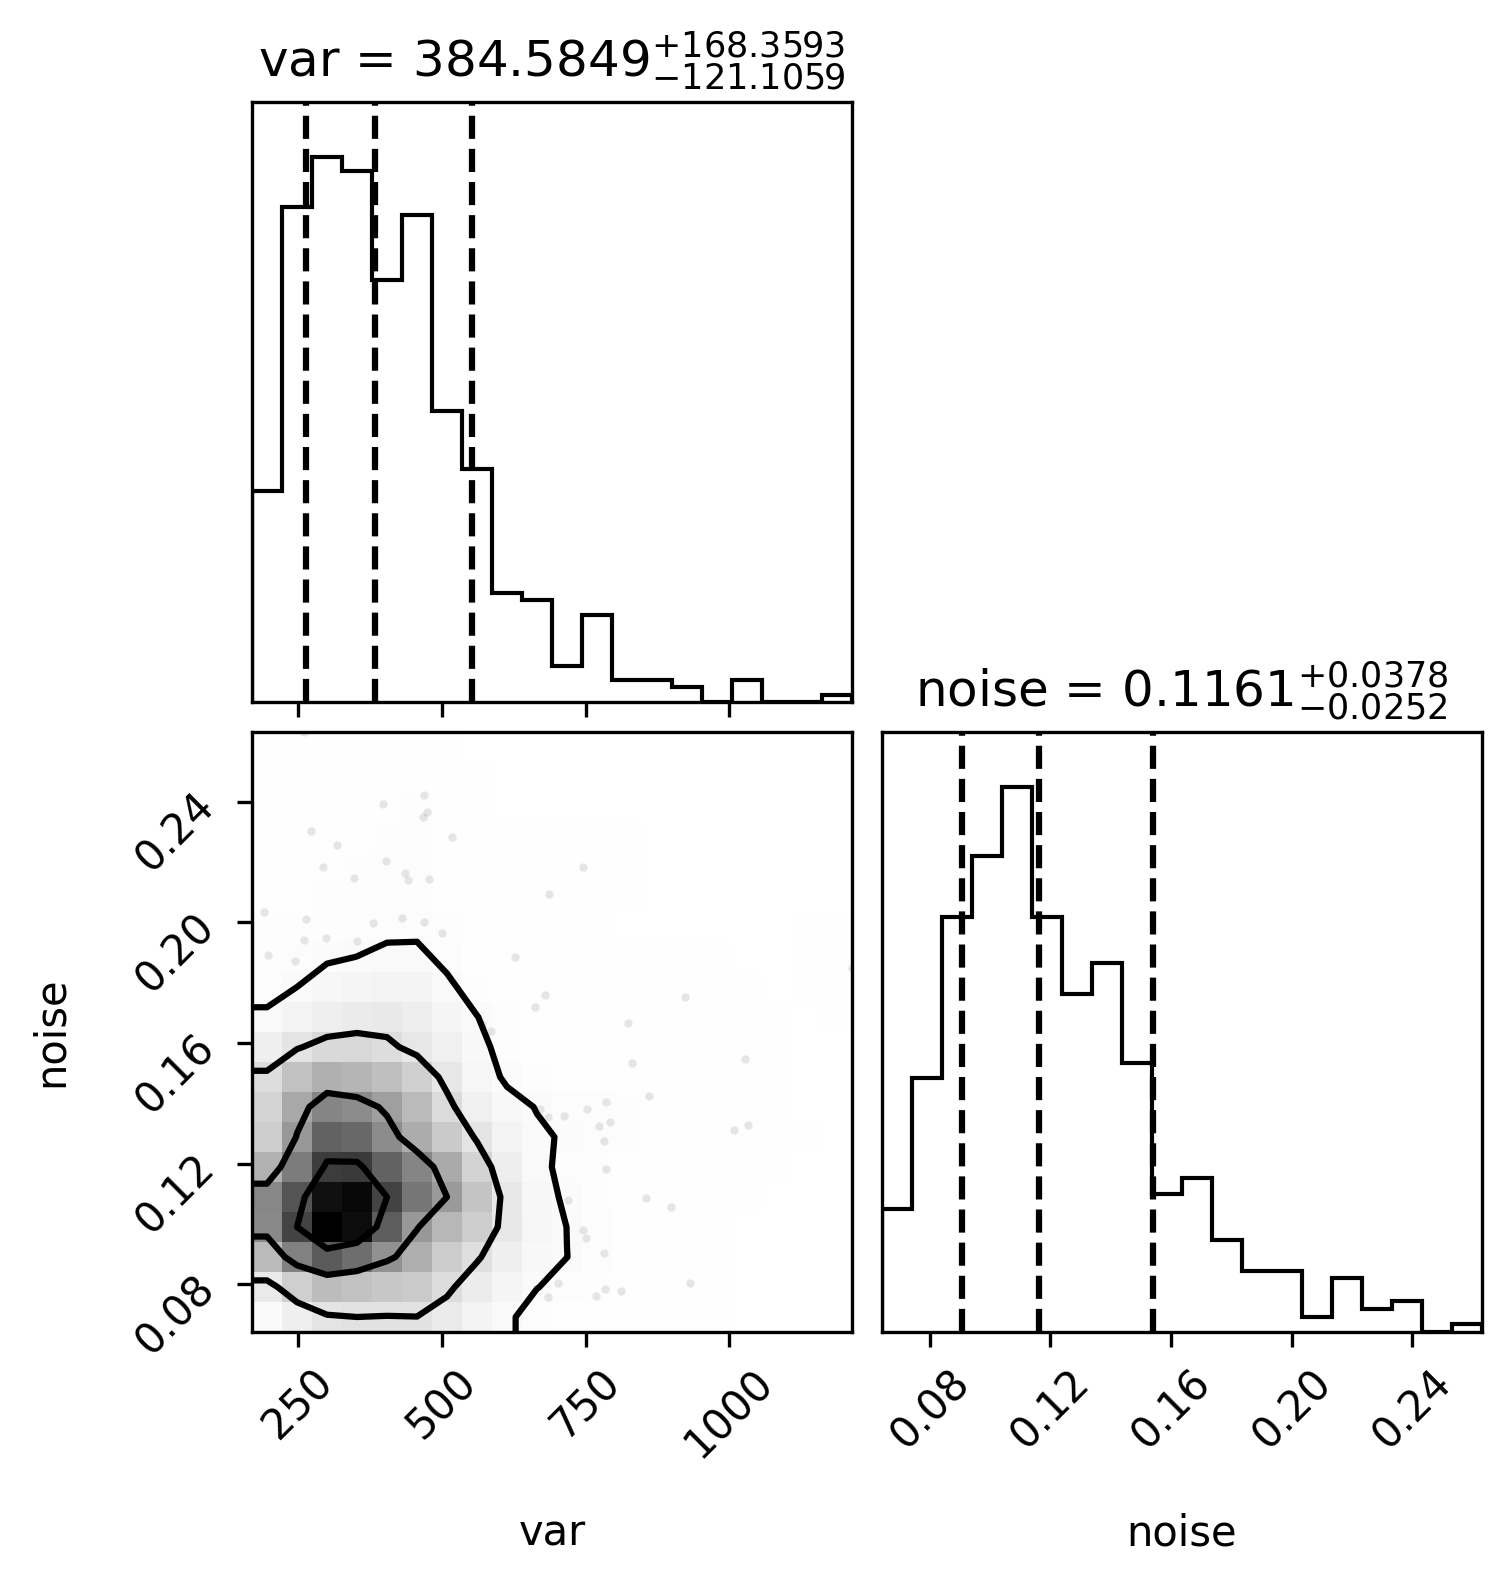 var = 384.5849+168.3593−121.1059
noise = 0.1161+0.0378−0.0252
0.24
0.20
0.16
0.12
0.08
noise
250 500 750 1000
0.08 0.12 0.16 0.20 0.24
var
noise